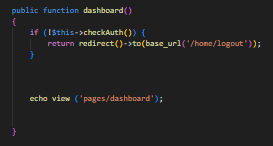 public function dashboard()
{
if (!$this->checkAuth()) {
return redirect()->to(base_url('/home/logout'));
}
echo view ('pages/dashboard');
}